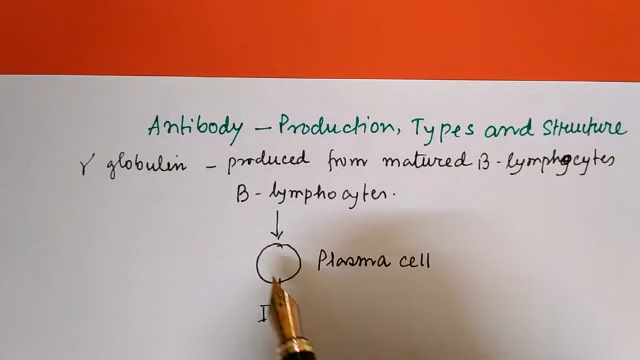 Antibody – Production, Types and Structure
γ globulin – produced from matured B-lymphocytes
B-lymphocytes.
Plasma cell
I